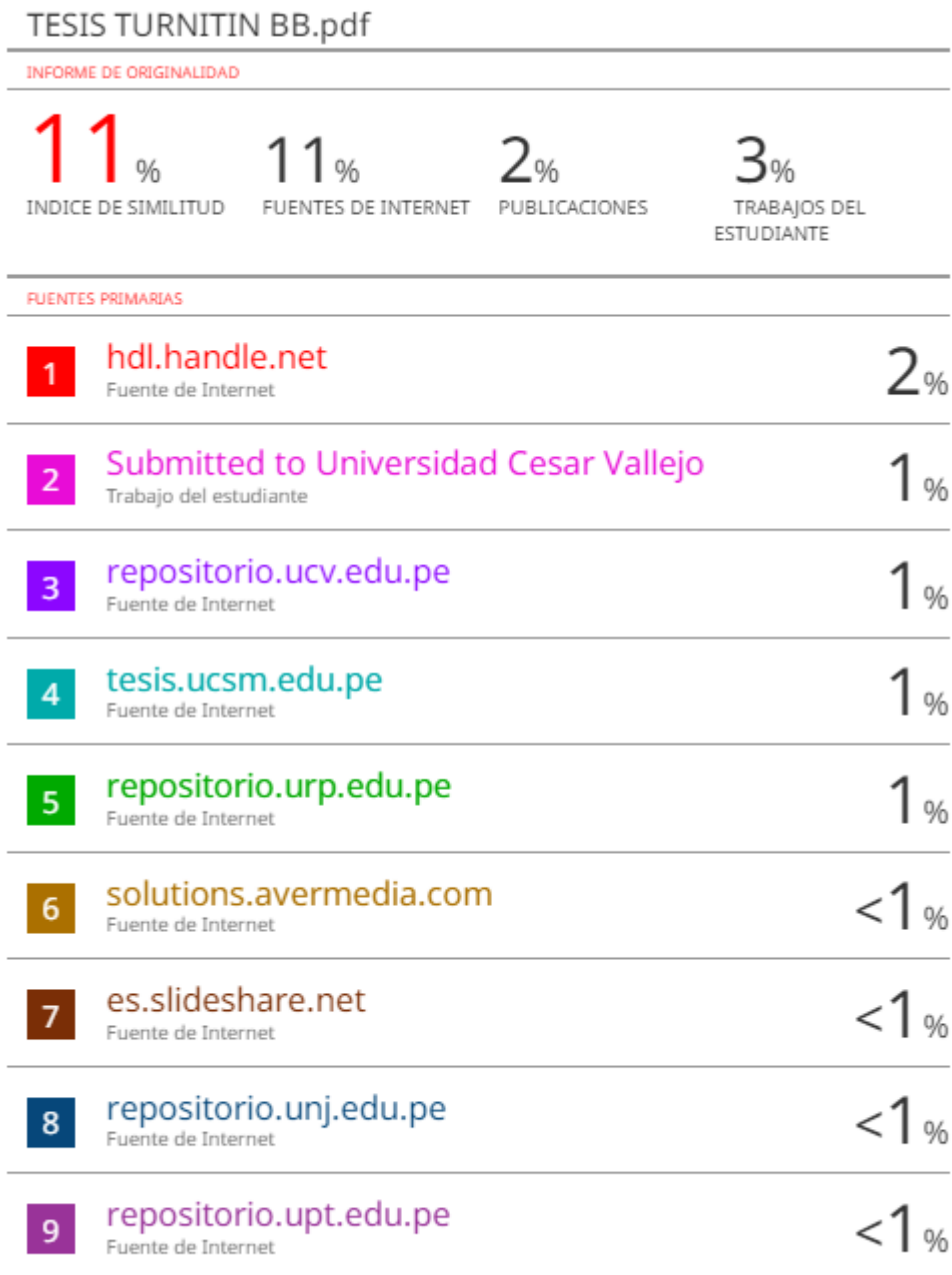 TESIS TURNITIN BB.pdf
INFORME DE ORIGINALIDAD
11% 11% 2% 3%
INDICE DE SIMILITUD FUENTES DE INTERNET PUBLICACIONES TRABAJOS DEL
ESTUDIANTE
FUENTES PRIMARIAS
1 hdl.handle.net 2%
Fuente de Internet
2 Submitted to Universidad Cesar Vallejo 1%
Trabajo del estudiante
3 repositorio.ucv.edu.pe 1%
Fuente de Internet
4 tesis.ucsm.edu.pe 1%
Fuente de Internet
5 repositorio.urp.edu.pe 1%
Fuente de Internet
6 solutions.avermedia.com <1%
Fuente de Internet
7 es.slideshare.net <1%
Fuente de Internet
8 repositorio.unj.edu.pe <1%
Fuente de Internet
9 repositorio.upt.edu.pe <1%
Fuente de Internet